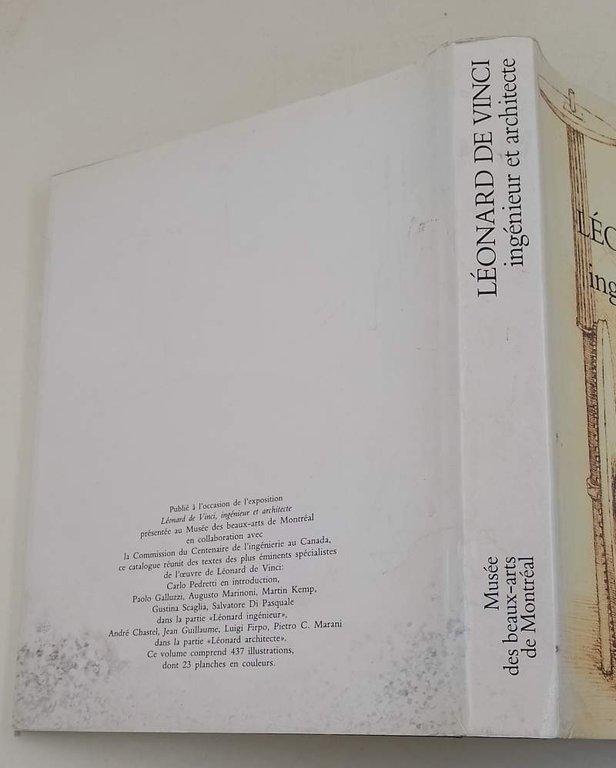 Publié à l'occasion de l'exposition
Léonard de Vinci, ingénieur et architecte
présentée au Musée des beaux-arts de Montréal
en collaboration avec
la Commission du Centenaire de l'ingénierie au Canada,
ce catalogue réunit des textes des plus éminents spécialistes
de l'œuvre de Léonard de Vinci:
Carlo Pedretti en introduction,
Paolo Galluzzi, Augusto Marinoni, Martin Kemp,
Gustina Scaglia, Salvatore Di Pasquale
dans la partie «Léonard ingénieur»,
André Chastel, Jean Guillaume, Luigi Firpo, Pietro C. Marani
dans la partie «Léonard architecte».
Ce volume comprend 437 illustrations,
dont 23 planches en couleurs.
LÉONARD DE VINCI
ingénieur et architecte
Musée
des beaux-arts
de Montréal
LÉO
ing